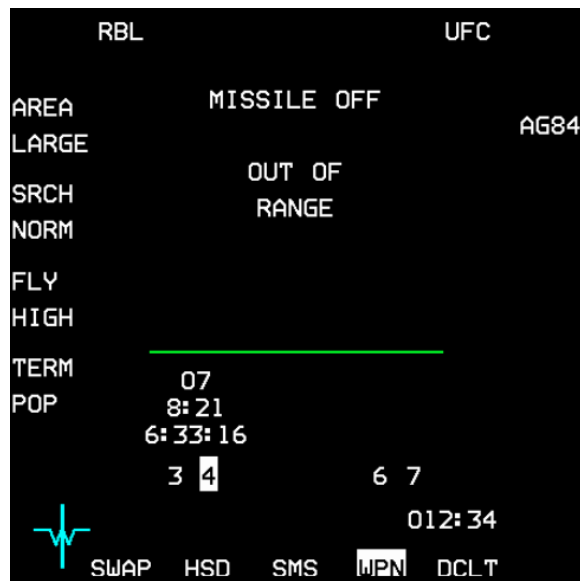 RBL UFC
MISSILE OFF
AREA
LARGE
AG84
OUT OF
RANGE
SRCH
NORM
FLY
HIGH
TERM
POP
07
8:21
6:33:16
3 4 6 7
012:34
SWAP HSD SMS WPN DCLT